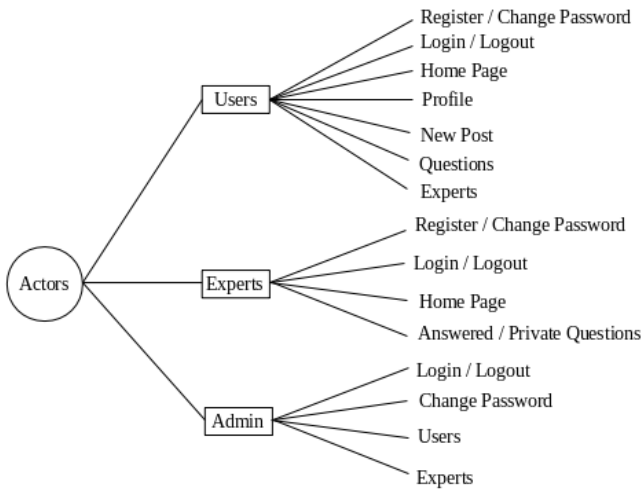 Actors
Users
Register / Change Password
Login / Logout
Home Page
Profile
New Post
Questions
Experts
Experts
Register / Change Password
Login / Logout
Home Page
Answered / Private Questions
Admin
Login / Logout
Change Password
Users
Experts